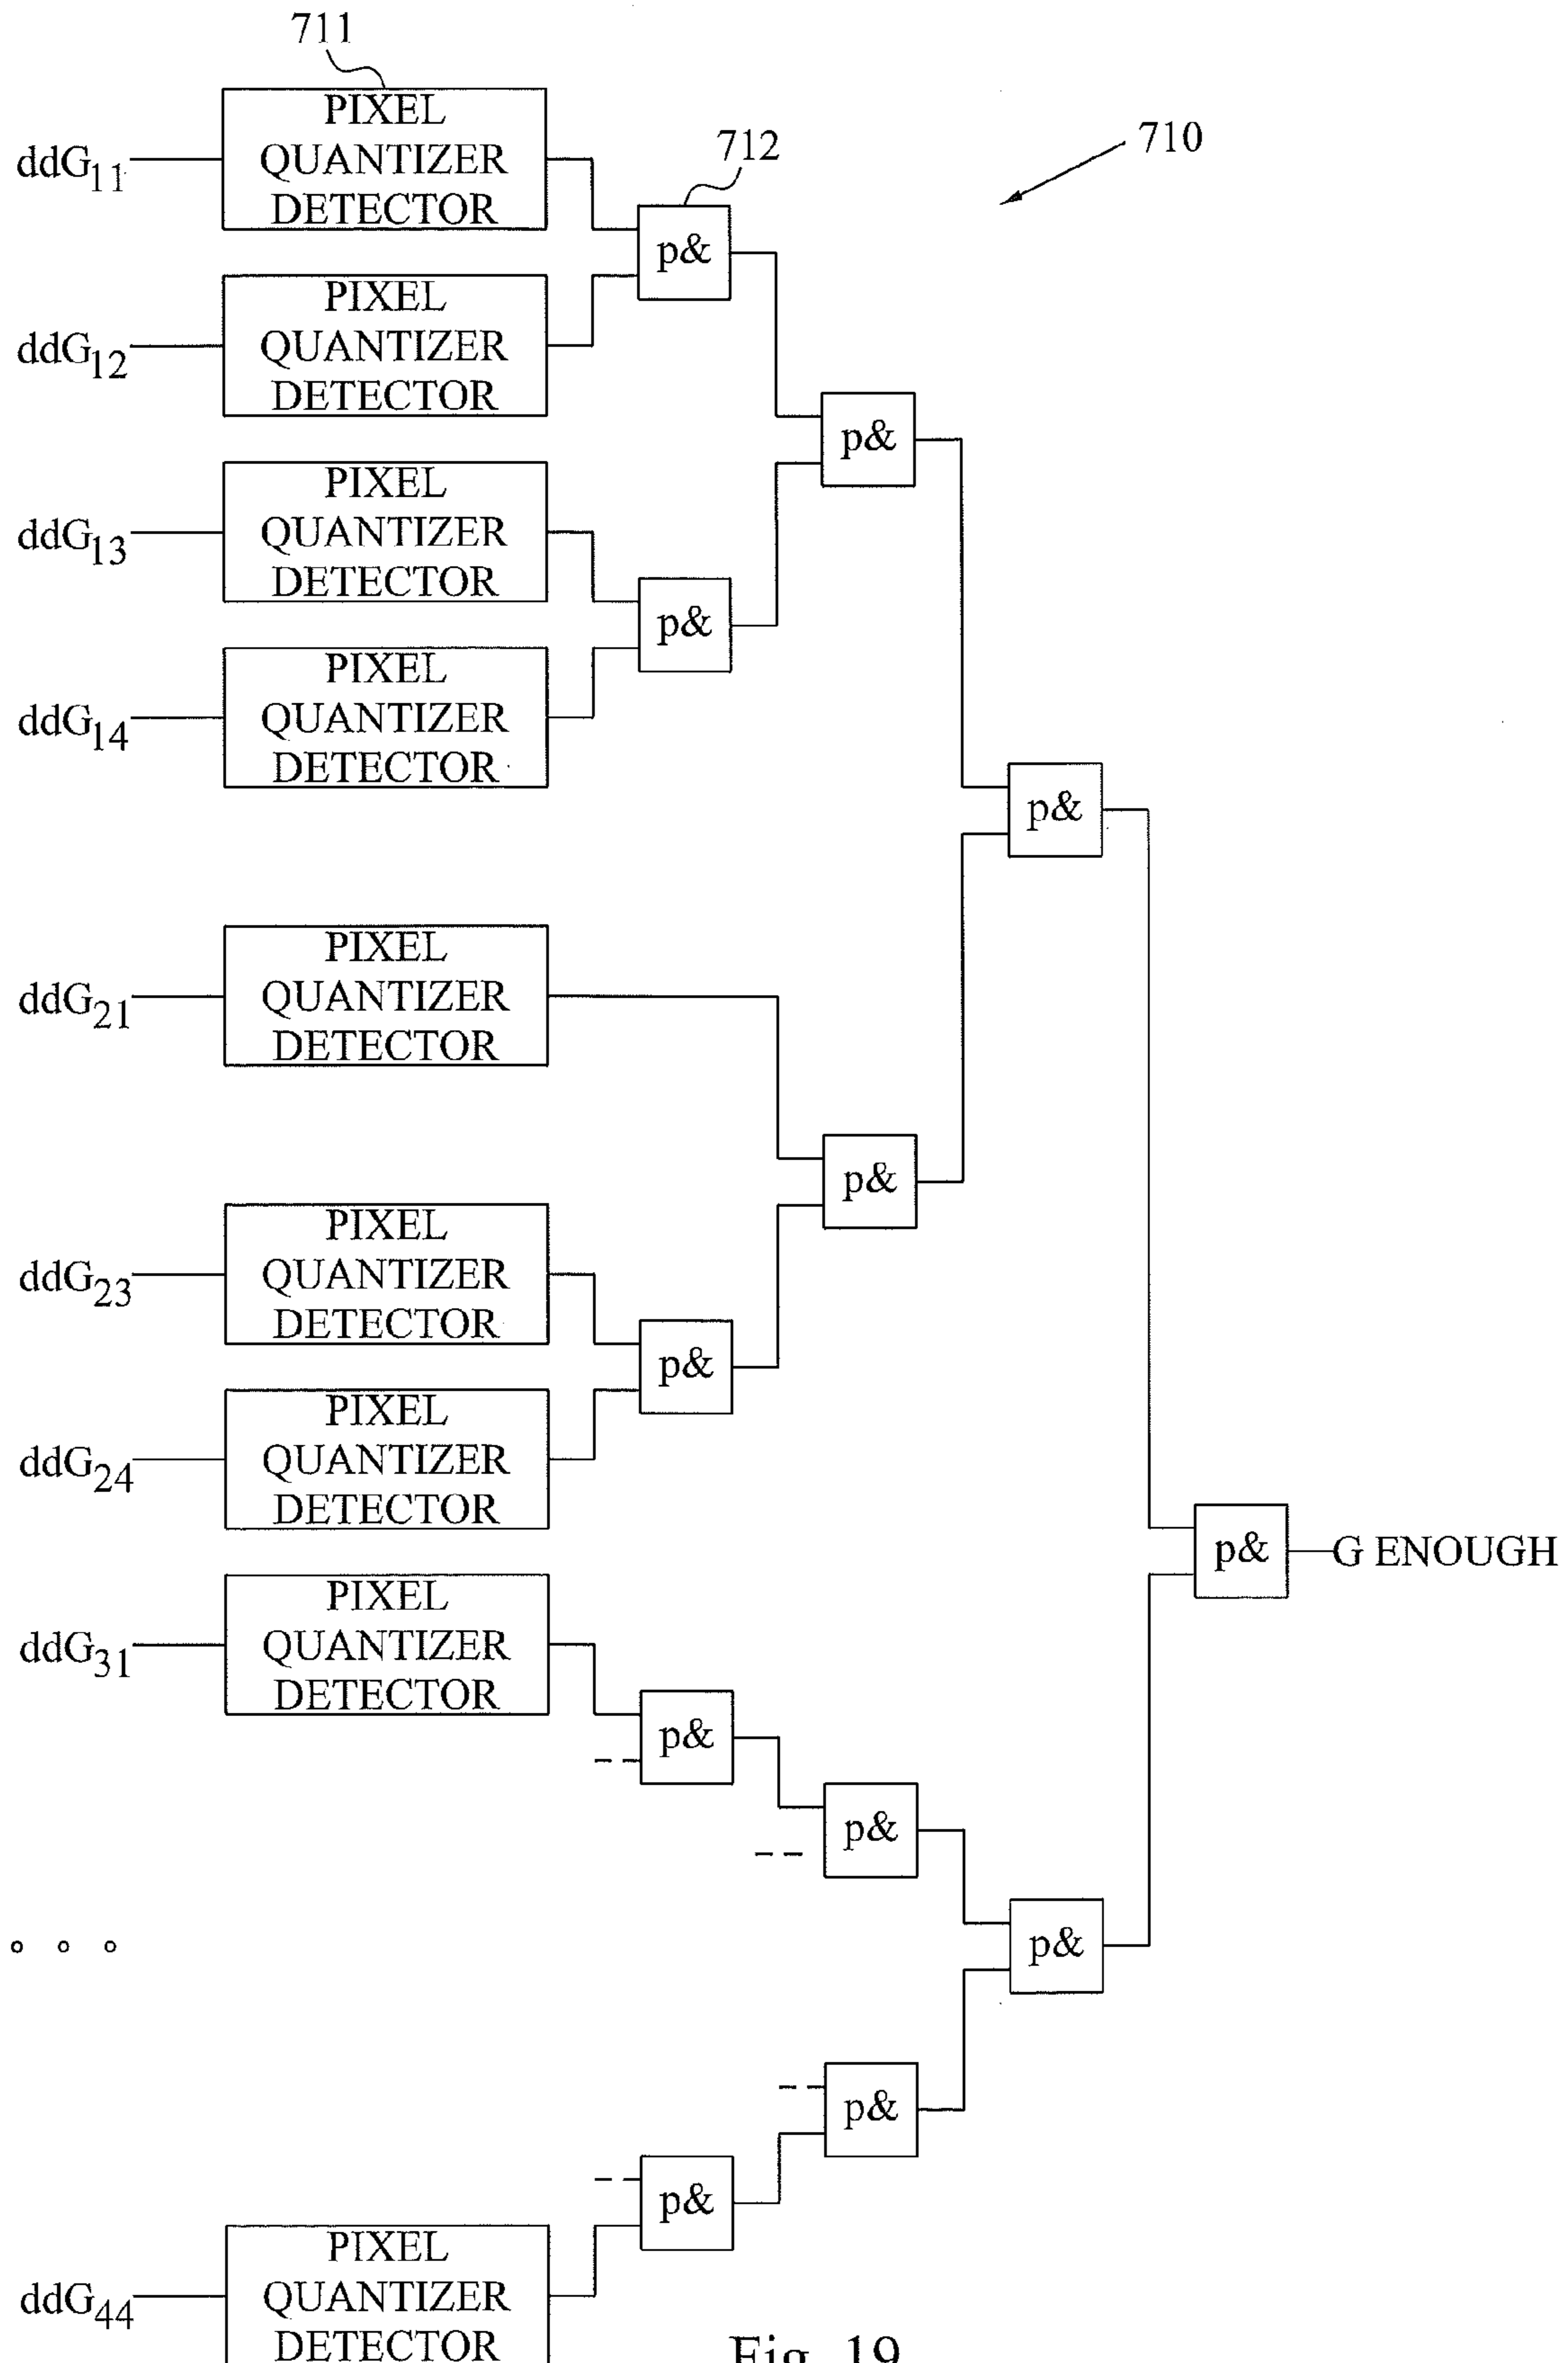 711
PIXEL
QUANTIZER
DETECTOR
ddG11
712
710
p&
PIXEL
QUANTIZER
DETECTOR
ddG12
p&
PIXEL
QUANTIZER
DETECTOR
ddG13
p&
PIXEL
QUANTIZER
DETECTOR
ddG14
p&
PIXEL
QUANTIZER
DETECTOR
ddG21
p&
PIXEL
QUANTIZER
DETECTOR
ddG23
p&
PIXEL
QUANTIZER
DETECTOR
ddG24
p& G ENOUGH
PIXEL
QUANTIZER
DETECTOR
ddG31
p&
p&
p&
p&
p&
PIXEL
QUANTIZER
DETECTOR
ddG44
Fig. 19